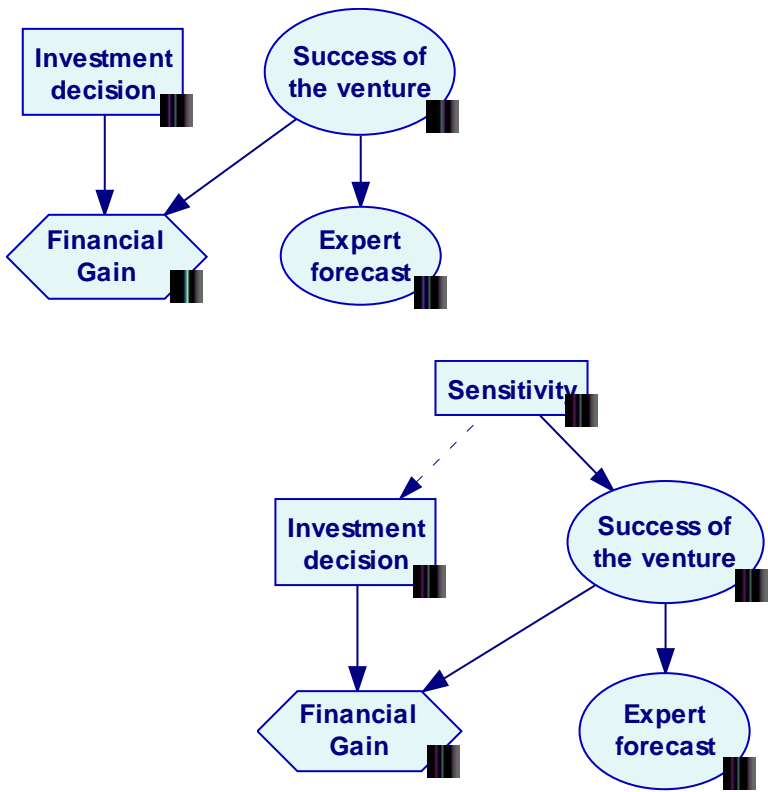 Investment
decision
Success of
the venture
Financial
Gain
Expert
forecast
Sensitivity
Investment
decision
Success of
the venture
Financial
Gain
Expert
forecast